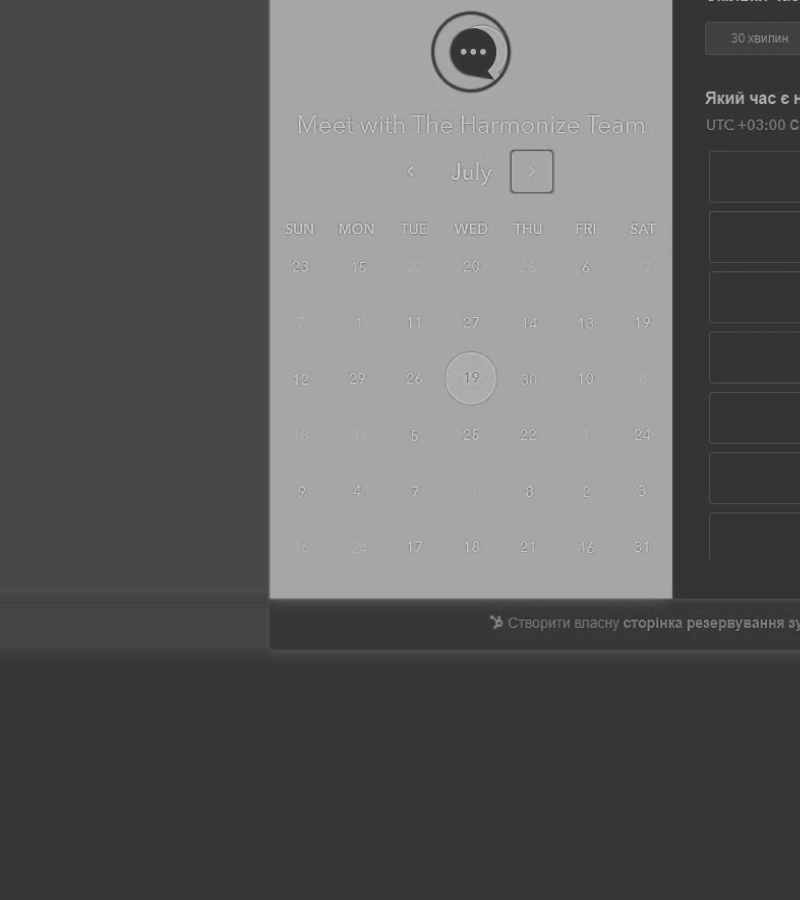 30 хвилин
Meet with The Harmonize Team
Який час є
UTC +03:00
July
SUN MON TUE WED THU FRI SAT
23 15 22 20 25 6 17
7 1 11 27 14 13 19
12 29 26 19 30 10
18 31 5 25 22 1 24
9 4 7 8 2 3
16 24 17 18 21 16 31
Створити власну сторінка резервування